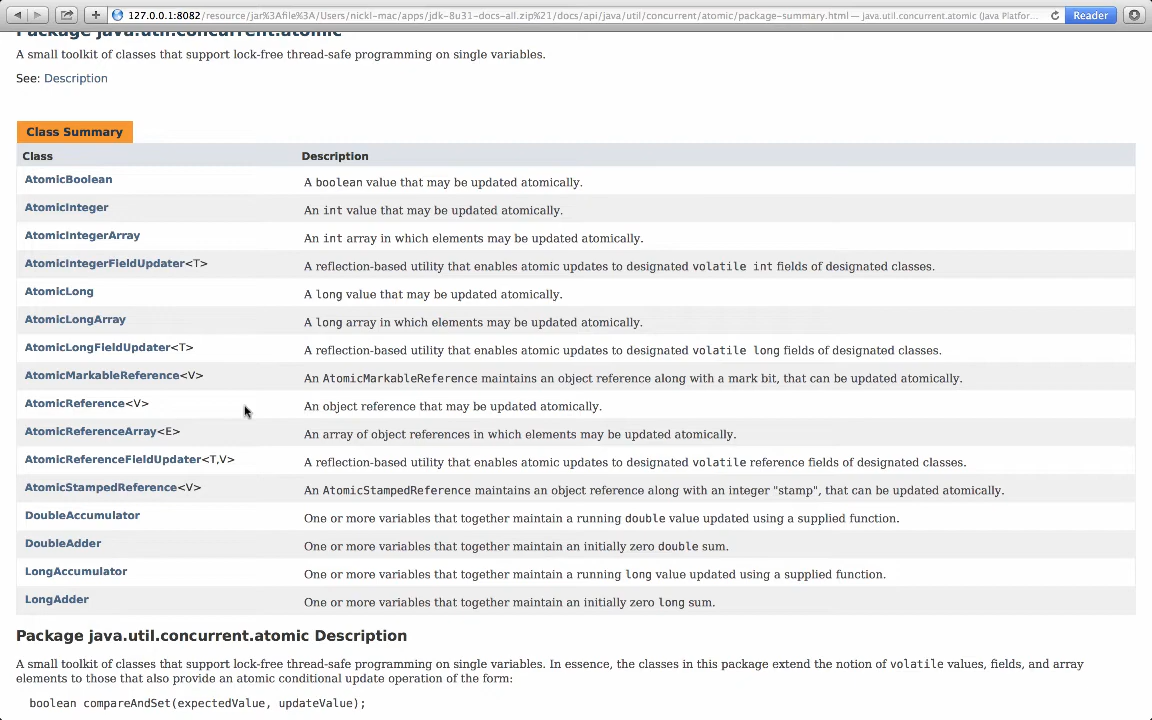 127.0.0.1:8082/resource/jar%3Afile%3A/Users/nickl-mac/apps/jdk-8u31-docs-all.zip%21/docs/api/java/util/concurrent/atomic/package-summary.html — java.util.concurrent.atomic (Java Platfor...
Reader
Package java.util.concurrent.atomic
A small toolkit of classes that support lock-free thread-safe programming on single variables.
See: Description
Class Summary
Class Description
AtomicBoolean A boolean value that may be updated atomically.
AtomicInteger An int value that may be updated atomically.
AtomicIntegerArray An int array in which elements may be updated atomically.
AtomicIntegerFieldUpdater<T> A reflection-based utility that enables atomic updates to designated volatile int fields of designated classes.
AtomicLong A long value that may be updated atomically.
AtomicLongArray A long array in which elements may be updated atomically.
AtomicLongFieldUpdater<T> A reflection-based utility that enables atomic updates to designated volatile long fields of designated classes.
AtomicMarkableReference<V> An AtomicMarkableReference maintains an object reference along with a mark bit, that can be updated atomically.
AtomicReference<V> An object reference that may be updated atomically.
AtomicReferenceArray<E> An array of object references in which elements may be updated atomically.
AtomicReferenceFieldUpdater<T,V> A reflection-based utility that enables atomic updates to designated volatile reference fields of designated classes.
AtomicStampedReference<V> An AtomicStampedReference maintains an object reference along with an integer "stamp", that can be updated atomically.
DoubleAccumulator One or more variables that together maintain a running double value updated using a supplied function.
DoubleAdder One or more variables that together maintain an initially zero double sum.
LongAccumulator One or more variables that together maintain a running long value updated using a supplied function.
LongAdder One or more variables that together maintain an initially zero long sum.
Package java.util.concurrent.atomic Description
A small toolkit of classes that support lock-free thread-safe programming on single variables. In essence, the classes in this package extend the notion of volatile values, fields, and array
elements to those that also provide an atomic conditional update operation of the form:
boolean compareAndSet(expectedValue, updateValue);